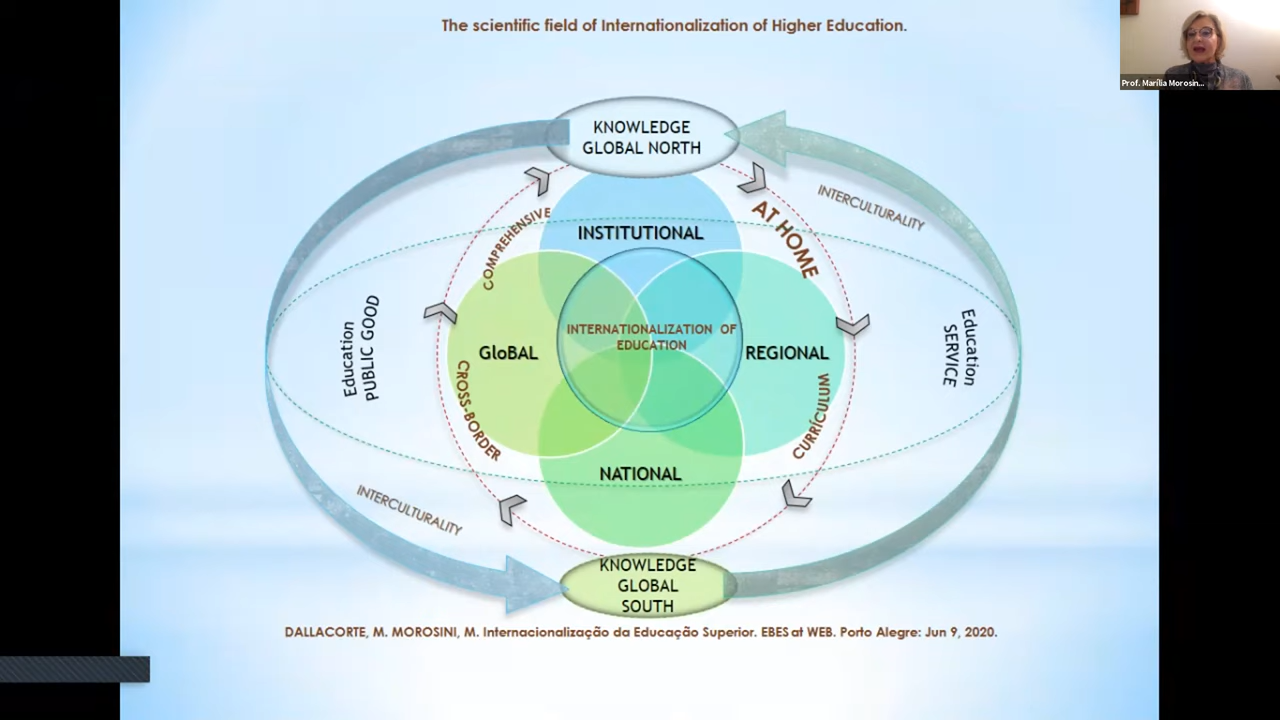 The scientific field of Internationalization of Higher Education.
Prof. Marília Morosin...
KNOWLEDGE
GLOBAL NORTH
INTERCULTURALITY
COMPREHENSIVE
AT HOME
INSTITUTIONAL
Education
PUBLIC GOOD
GloBAL
INTERNATIONALIZATION OF
EDUCATION
REGIONAL
Education
SERVICE
CROSS-BORDER
CURRÍCULUM
NATIONAL
INTERCULTURALITY
KNOWLEDGE
GLOBAL
SOUTH
DALLACORTE, M. MOROSINI, M. Internacionalização da Educação Superior. EBES at WEB. Porto Alegre: Jun 9, 2020.